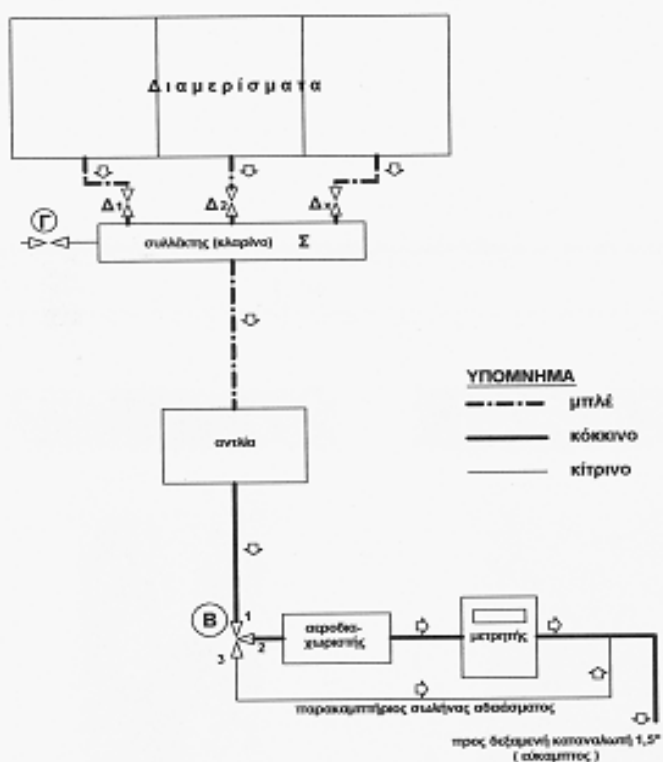 Διαμερίσματα
Δ1
Δ2
Δx
Γ
συλλέκτης (κλαρίνο) Σ
ΥΠΟΜΝΗΜΑ
μπλέ
κόκκινο
κίτρινο
αντλία
Β
1
2
3
αεροδια-
χωριστής
μετρητής
παρακαμπτήριος σωλήνας αδειάσματος
προς δεξαμενή καταναλωτή 1,5"
( εύκαμπτος )